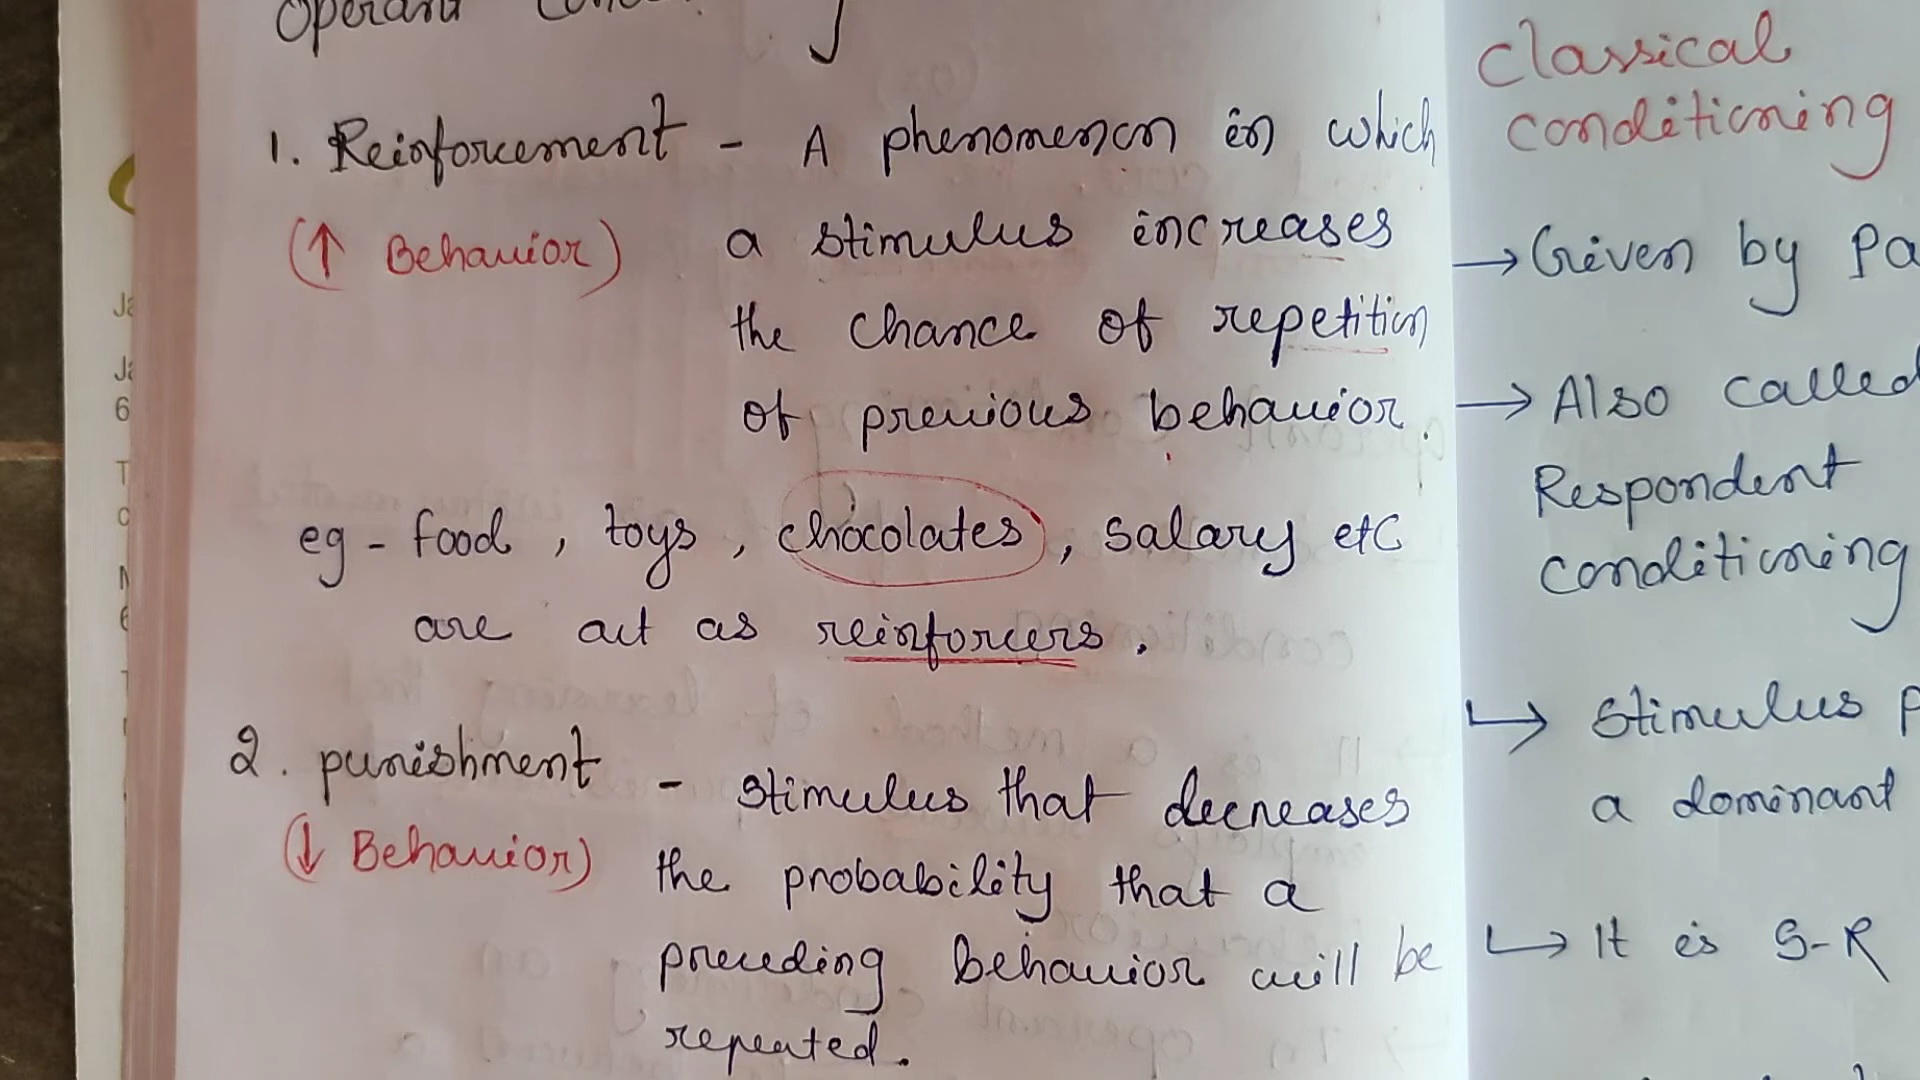 Operant
1. Reinforcement - A phenomenon in which
(↑ Behavior) a stimulus increases
the chance of repetition
of previous behavior.
eg - food, toys, chocolates, salary etc
are act as reinforcers.
2. punishment - stimulus that decreases
(↓ Behavior) the probability that a
preceding behavior will be
repeated.
classical
conditioning
→ Given by Pa
→ Also called
Respondent
conditioning
↳ stimulus P
a dominant
↳ It is S-R